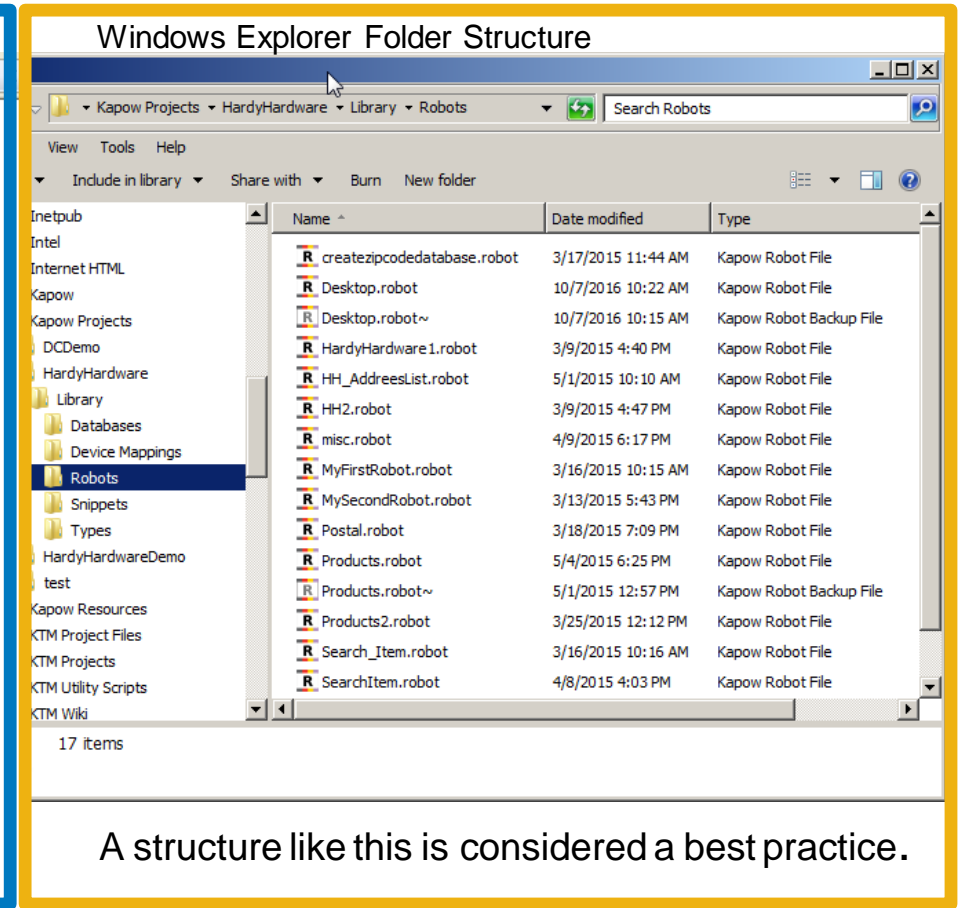 Windows Explorer Folder Structure
Kapow Projects HardyHardware Library Robots Search Robots
View Tools Help
Include in library Share with Burn New folder
Inetpub
Intel
Internet HTML
Kapow
Kapow Projects
DCDemo
HardyHardware
Library
Databases
Device Mappings
Robots
Snippets
Types
HardyHardwareDemo
test
Kapow Resources
KTM Project Files
KTM Projects
KTM Utility Scripts
KTM Wiki
Name Date modified Type
R createzipcodedatabase.robot 3/17/2015 11:44 AM Kapow Robot File
R Desktop.robot 10/7/2016 10:22 AM Kapow Robot File
R Desktop.robot~ 10/7/2016 10:15 AM Kapow Robot Backup File
R HardyHardware1.robot 3/9/2015 4:40 PM Kapow Robot File
R HH_AddreesList.robot 5/1/2015 10:10 AM Kapow Robot File
R HH2.robot 3/9/2015 4:47 PM Kapow Robot File
R misc.robot 4/9/2015 6:17 PM Kapow Robot File
R MyFirstRobot.robot 3/16/2015 10:15 AM Kapow Robot File
R MySecondRobot.robot 3/13/2015 5:43 PM Kapow Robot File
R Postal.robot 3/18/2015 7:09 PM Kapow Robot File
R Products.robot 5/4/2015 6:25 PM Kapow Robot File
R Products.robot~ 5/1/2015 12:57 PM Kapow Robot Backup File
R Products2.robot 3/25/2015 12:12 PM Kapow Robot File
R Search_Item.robot 3/16/2015 10:16 AM Kapow Robot File
R SearchItem.robot 4/8/2015 4:03 PM Kapow Robot File
17 items
A structure like this is considered a best practice.